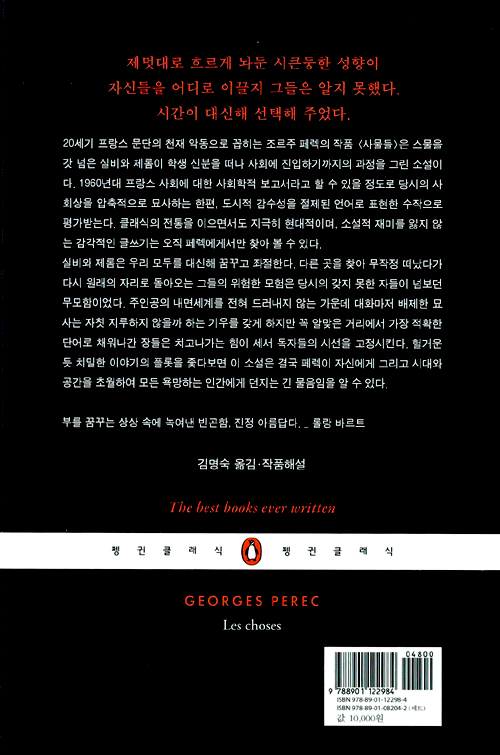 제멋대로 흐르게 놔둔 시큰둥한 성향이
자신들을 어디로 이끌지 그들은 알지 못했다.
시간이 대신해 선택해 주었다.
20세기 프랑스 문단의 천재 악동으로 꼽히는 조르주 페렉의 작품 〈사물들〉은 스물을
갓 넘은 실비와 제롬이 학생 신분을 떠나 사회에 진입하기까지의 과정을 그린 소설이
다. 1960년대 프랑스 사회에 대한 사회학적 보고서라고 할 수 있을 정도로 당시의 사
회상을 압축적으로 묘사하는 한편, 도시적 감수성을 절제된 언어로 표현한 수작으로
평가받는다. 클래식의 전통을 이으면서도 지극히 현대적이며, 소설적 재미를 잃지 않
는 감각적인 글쓰기는 오직 페렉에게서만 찾아 볼 수 있다.
실비와 제롬은 우리 모두를 대신해 꿈꾸고 좌절한다. 다른 곳을 찾아 무작정 떠났다가
다시 원래의 자리로 돌아오는 그들의 위험한 모험은 당시의 갖지 못한 자들이 넘보던
무모함이었다. 주인공의 내면세계를 전혀 드러내지 않는 가운데 대화마저 배제한 묘
사는 자칫 지루하지 않을까 하는 기우를 갖게 하지만 꼭 알맞은 거리에서 가장 적확한
단어로 채워나간 장들은 치고나가는 힘이 세서 독자들의 시선을 고정시킨다. 헐거운
듯 치밀한 이야기의 플롯을 좇다보면 이 소설은 결국 페렉이 자신에게 그리고 시대와
공간을 초월하여 모든 욕망하는 인간에게 던지는 긴 물음임을 알 수 있다.
부를 꿈꾸는 상상 속에 녹여낸 빈곤함, 진정 아름답다. _ 롤랑 바르트
김명숙 옮김·작품해설
The best books ever written
펭귄클래식 펭귄클래식
GEORGES PEREC
Les choses
04800
9 788901 122984
ISBN 978-89-01-12298-4
ISBN 978-89-01-08204-2 (세트)
값 10,000원